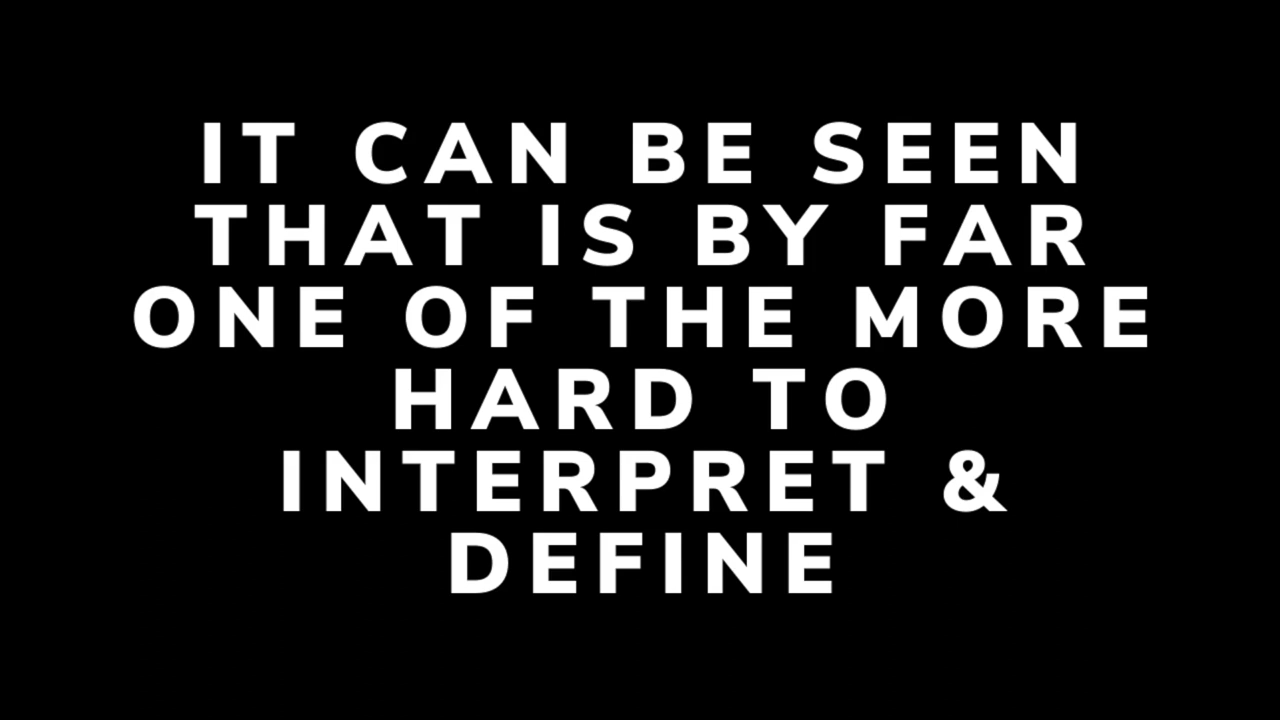 IT CAN BE SEEN
THAT IS BY FAR
ONE OF THE MORE
HARD TO
INTERPRET &
DEFINE